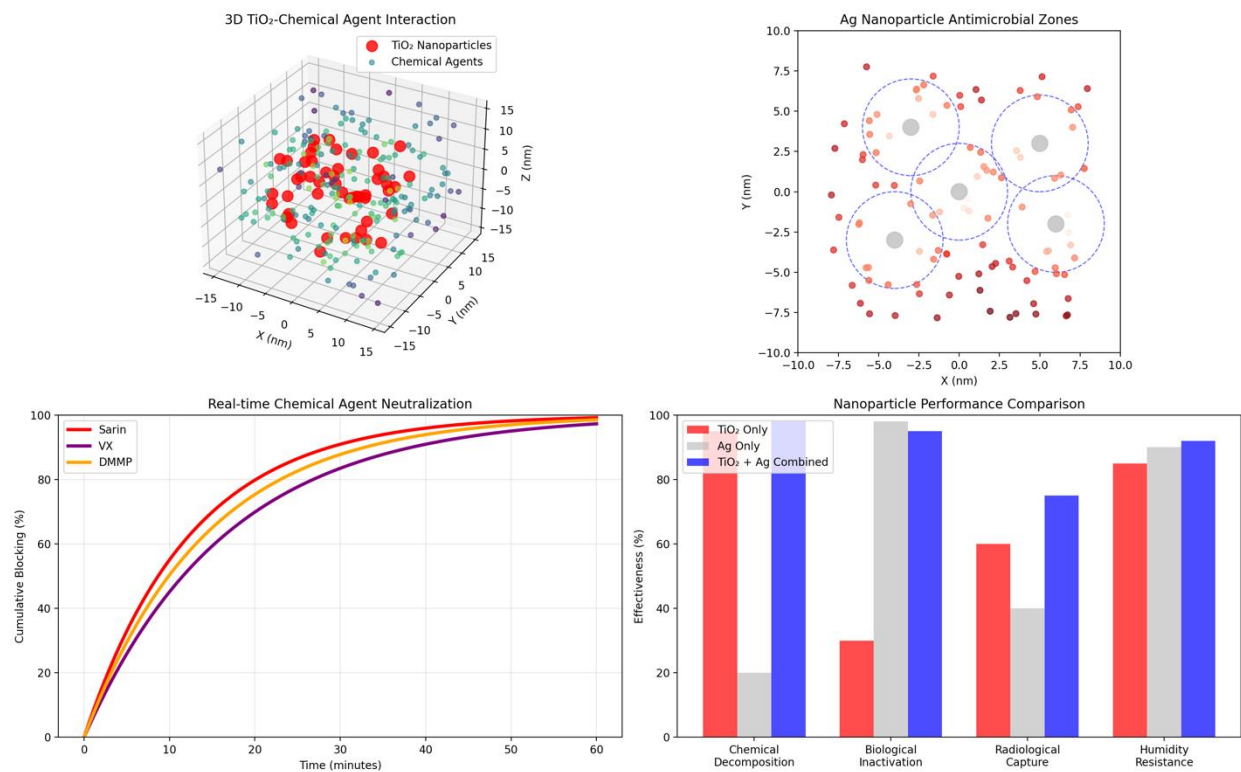 3D TiO₂-Chemical Agent Interaction
TiO₂ Nanoparticles
Chemical Agents
15
10
5
0
−5
−10
−15
Z (nm)
−15
−10
−5
0
5
10
15
X (nm)
−15
−10
−5
0
5
10
15
Y (nm)
Ag Nanoparticle Antimicrobial Zones
10.0
7.5
5.0
2.5
0.0
−2.5
−5.0
−7.5
−10.0
Y (nm)
−10.0 −7.5 −5.0 −2.5 0.0 2.5 5.0 7.5 10.0
X (nm)
Real-time Chemical Agent Neutralization
Sarin
VX
DMMP
100
80
60
40
20
0
Cumulative Blocking (%)
0 10 20 30 40 50 60
Time (minutes)
Nanoparticle Performance Comparison
TiO₂ Only
Ag Only
TiO₂ + Ag Combined
100
80
60
40
20
0
Effectiveness (%)
Chemical Biological Radiological Humidity
Decomposition Inactivation Capture Resistance